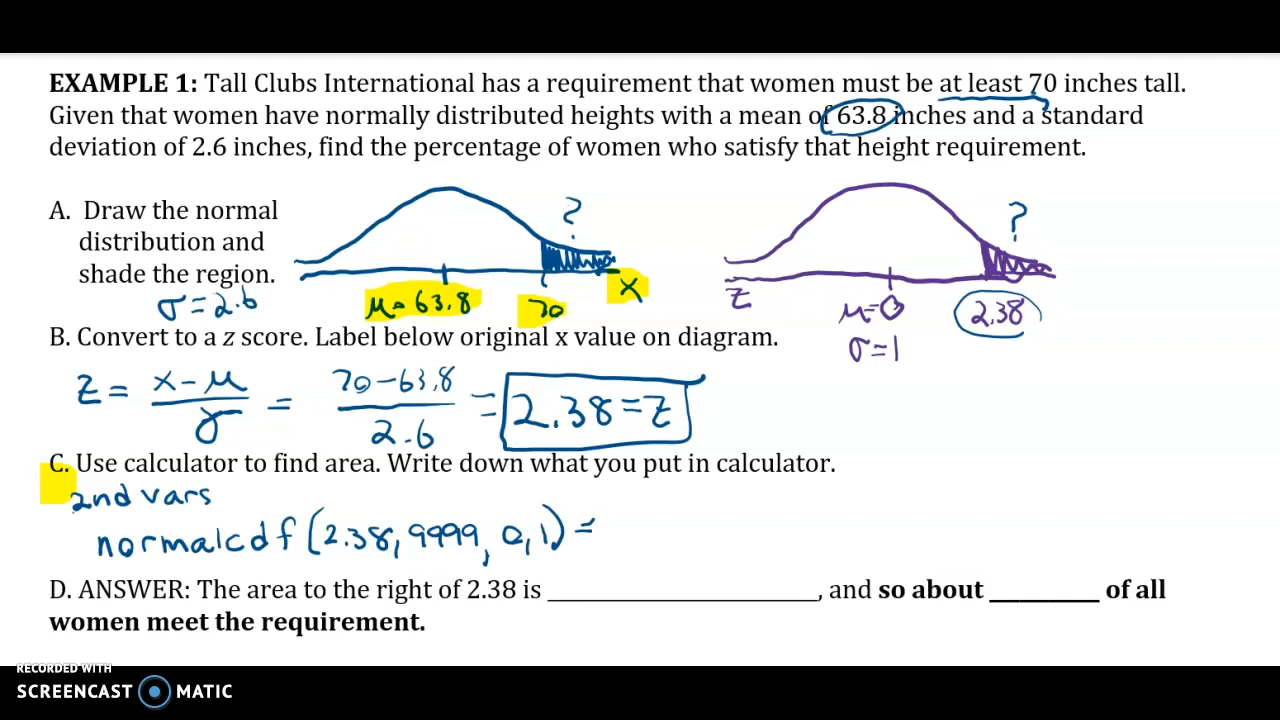 EXAMPLE 1: Tall Clubs International has a requirement that women must be at least 70 inches tall.
Given that women have normally distributed heights with a mean of 63.8 inches and a standard
deviation of 2.6 inches, find the percentage of women who satisfy that height requirement.
A. Draw the normal
distribution and
shade the region.
σ = 2.6
?
μ = 63.8
70
X
?
z
μ = 0
2.38
σ = 1
B. Convert to a z score. Label below original x value on diagram.
z = x - μ / σ = 70 - 63.8 / 2.6 = 2.38 = z
C. Use calculator to find area. Write down what you put in calculator.
2nd vars
normalcdf (2.38, 9999, 0, 1) =
D. ANSWER: The area to the right of 2.38 is ____________________, and so about ________ of all
women meet the requirement.
RECORDED WITH
SCREENCAST MATIC